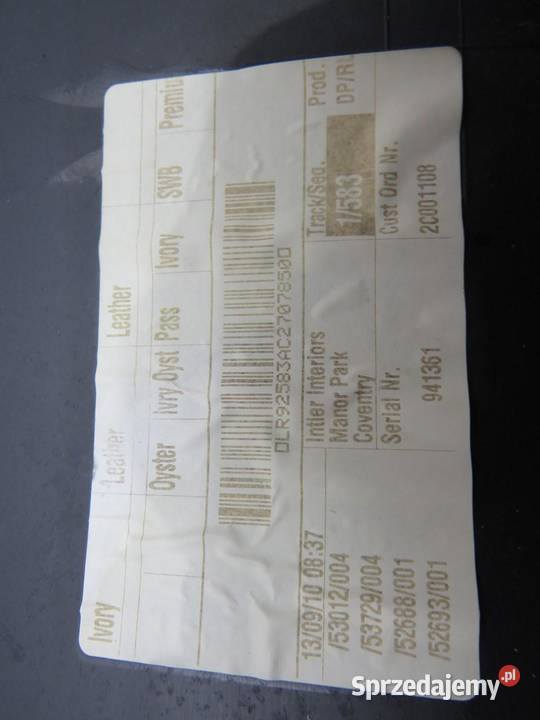 Ivory Leather Leather
Oyster Ivry,Oyst Pass Ivory SWB Premiu
0LR92583AC270785OO
13/09/10 08:37 Intier Interiors Track/Seq. Prod.
/53012/004 Manor Park 1/583 DP/RL
/53729/004 Coventry
/52688/001 Serial Nr. Cust Ord Nr.
/52693/001 941361 2C001108
Sprzedajemy.pl